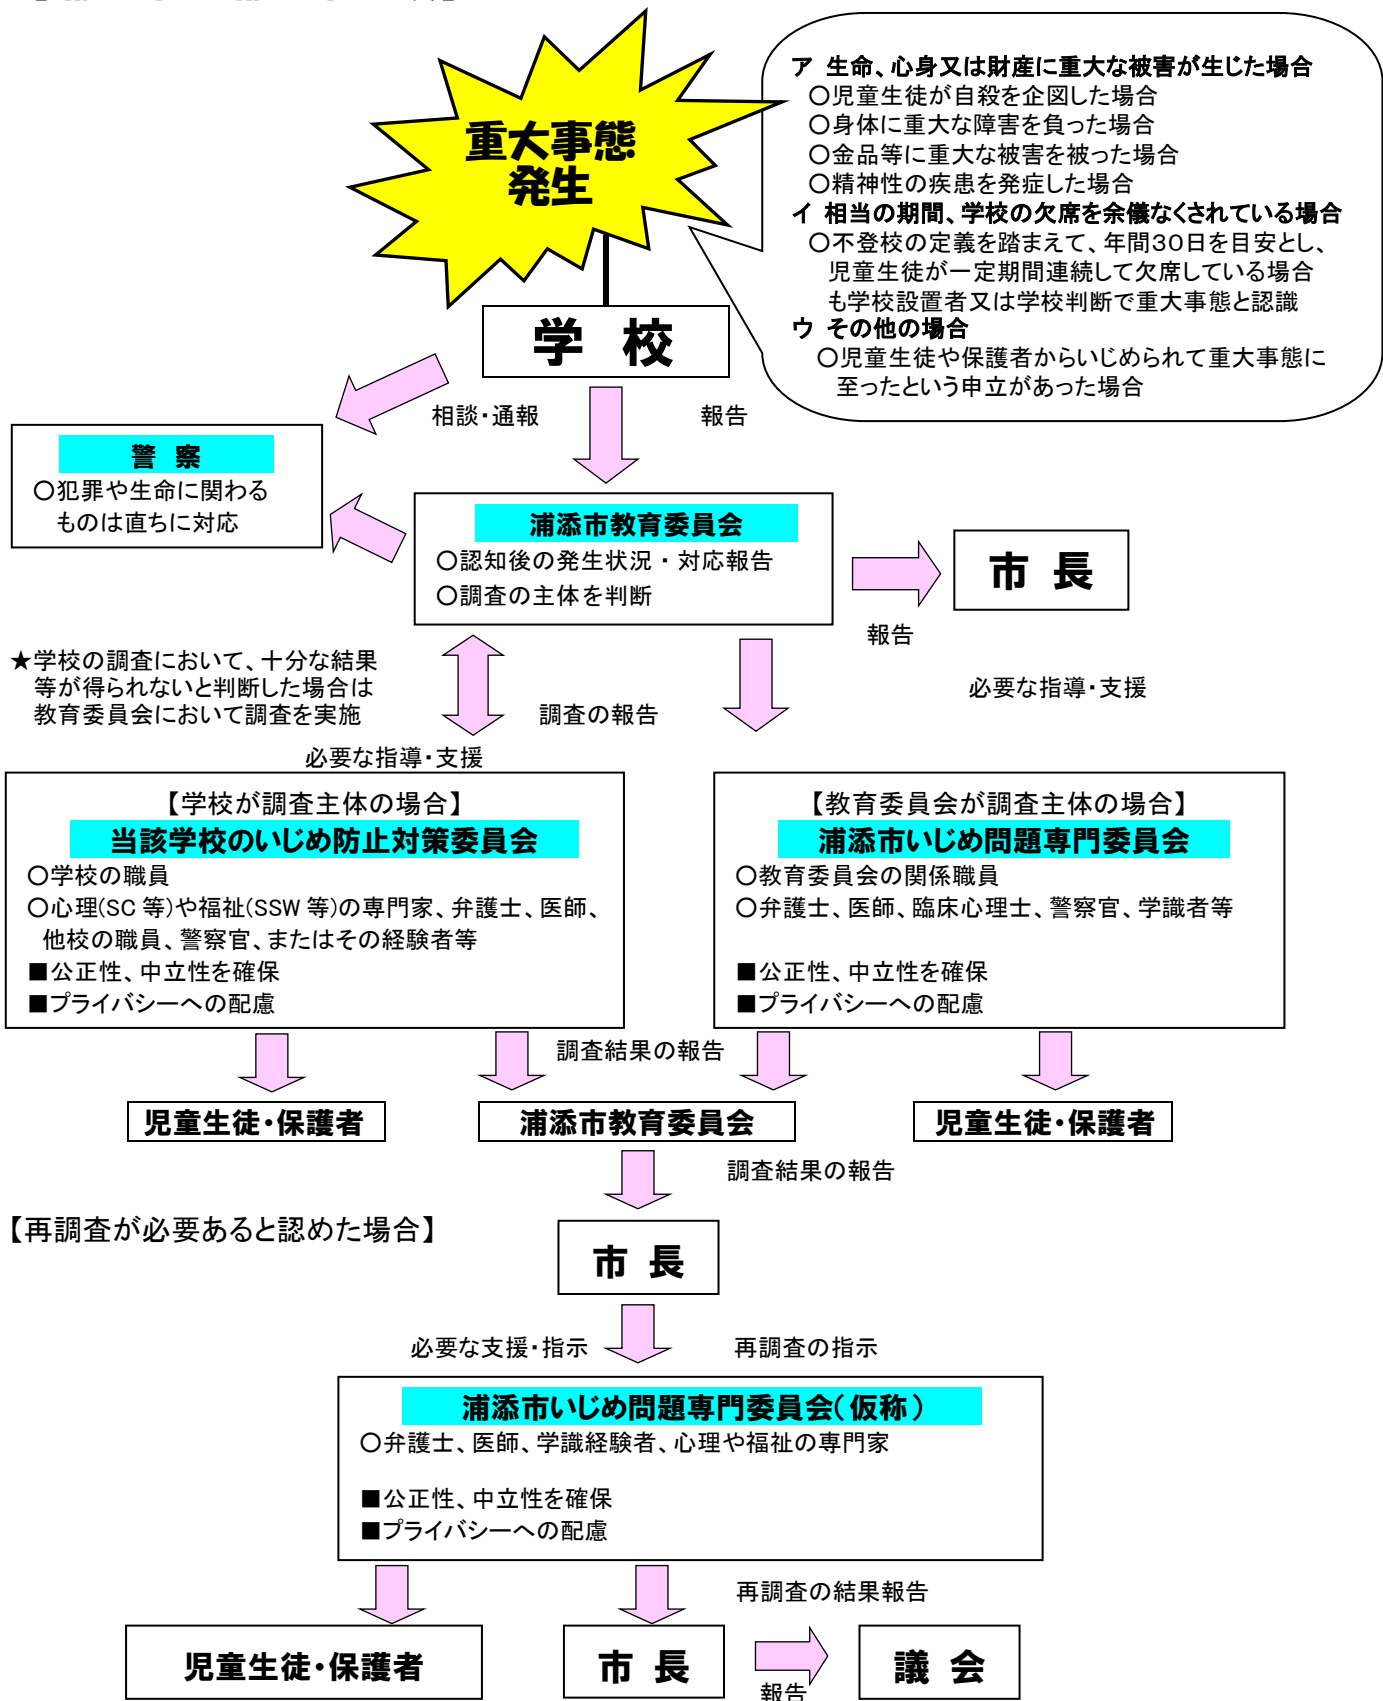 重大事態
発生
ア 生命、心身又は財産に重大な被害が生じた場合
○児童生徒が自殺を企図した場合
○身体に重大な障害を負った場合
○金品等に重大な被害を被った場合
○精神性の疾患を発症した場合
イ 相当の期間、学校の欠席を余儀なくされている場合
○不登校の定義を踏まえて、年間30日を目安とし、
児童生徒が一定期間連続して欠席している場合
も学校設置者又は学校判断で重大事態と認識
ウ その他の場合
○児童生徒や保護者からいじめられて重大事態に
至ったという申立があった場合
学 校
相談・通報
報告
警 察
○犯罪や生命に関わる
ものは直ちに対応
浦添市教育委員会
○認知後の発生状況・対応報告
○調査の主体を判断
市 長
報告
★学校の調査において、十分な結果
等が得られないと判断した場合は
教育委員会において調査を実施
必要な指導・支援
調査の報告
必要な指導・支援
【学校が調査主体の場合】
当該学校のいじめ防止対策委員会
○学校の職員
○心理(SC 等)や福祉(SSW 等)の専門家、弁護士、医師、
他校の職員、警察官、またはその経験者等
■公正性、中立性を確保
■プライバシーへの配慮
【教育委員会が調査主体の場合】
浦添市いじめ問題専門委員会
○教育委員会の関係職員
○弁護士、医師、臨床心理士、警察官、学識者等
■公正性、中立性を確保
■プライバシーへの配慮
調査結果の報告
児童生徒・保護者
浦添市教育委員会
児童生徒・保護者
調査結果の報告
【再調査が必要あると認めた場合】
市 長
必要な支援・指示
再調査の指示
浦添市いじめ問題専門委員会(仮称)
○弁護士、医師、学識経験者、心理や福祉の専門家
■公正性、中立性を確保
■プライバシーへの配慮
再調査の結果報告
児童生徒・保護者
市 長
議 会
報告